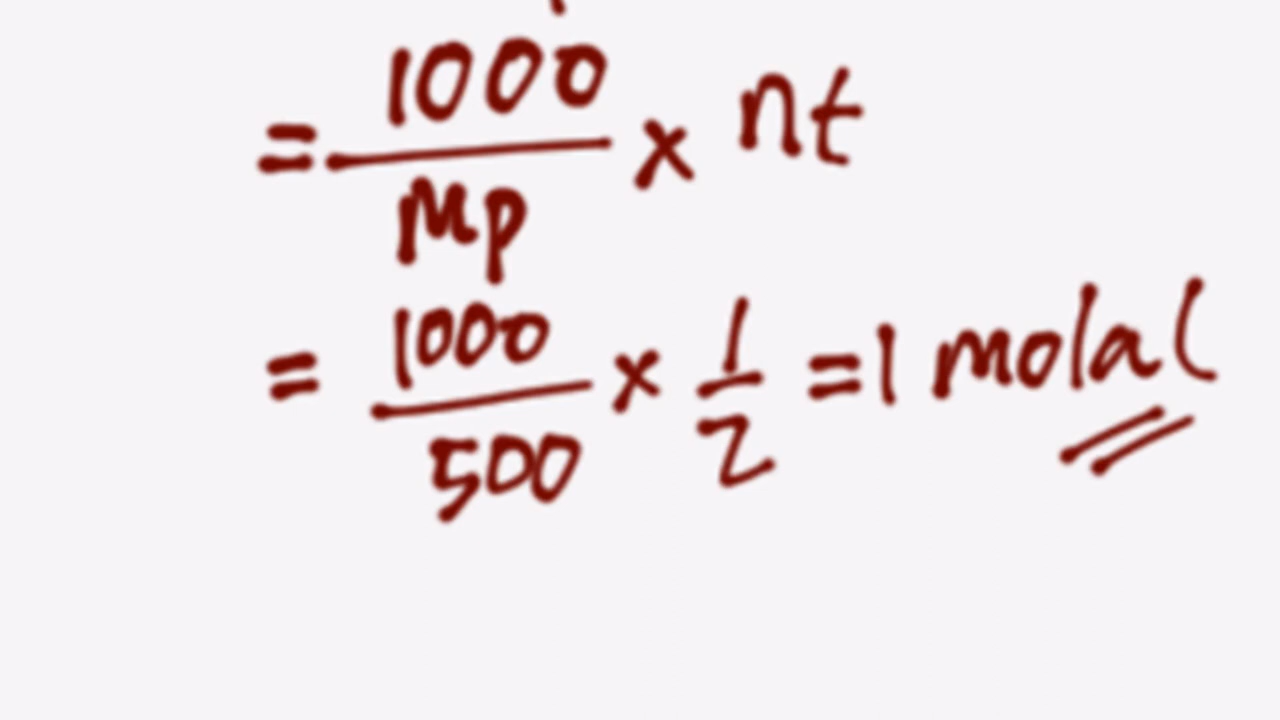 = 1000/Mp × nt
= 1000/500 × 1/2 = 1 molal